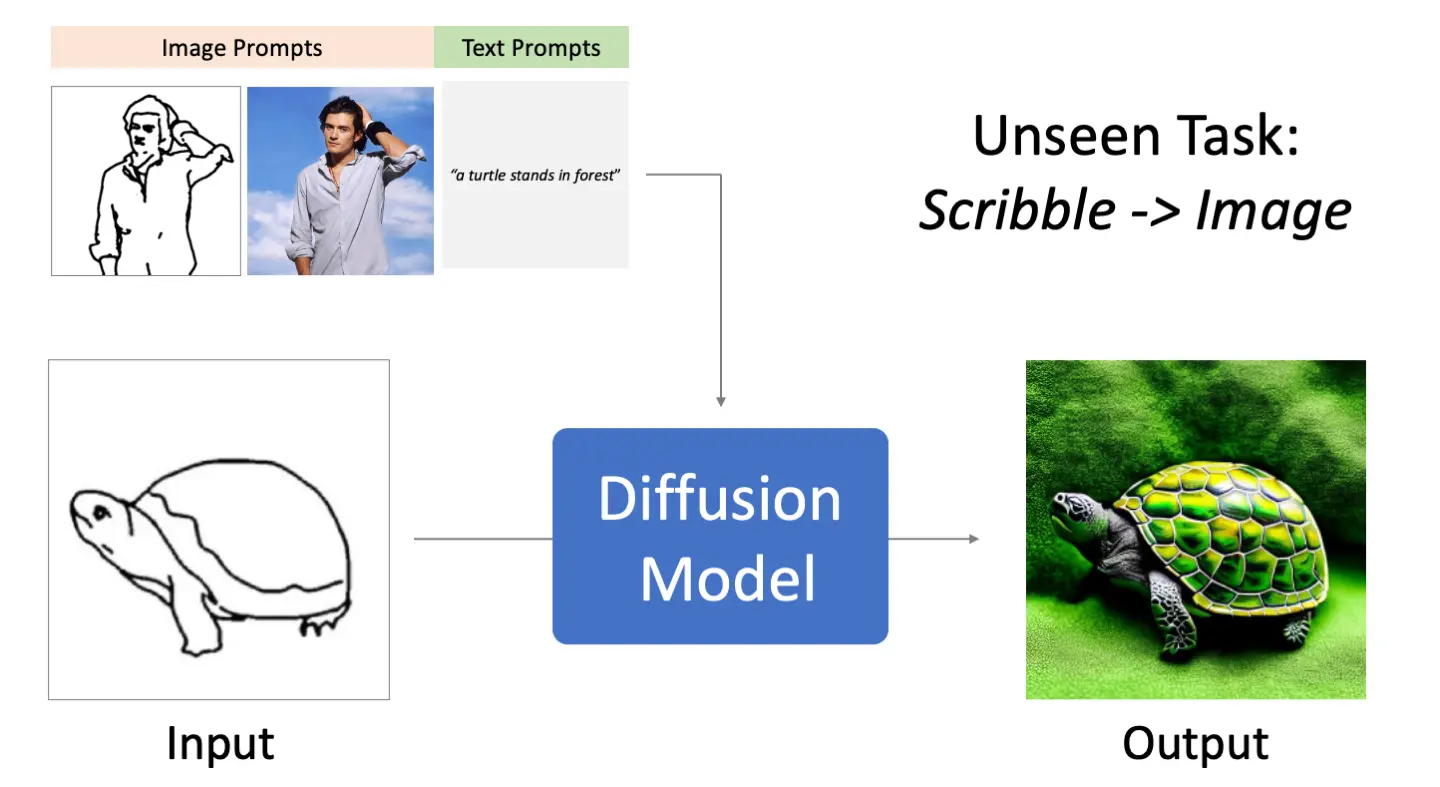 Image Prompts
Text Prompts
“a turtle stands in forest”
Unseen Task:
Scribble -> Image
Diffusion
Model
Input
Output